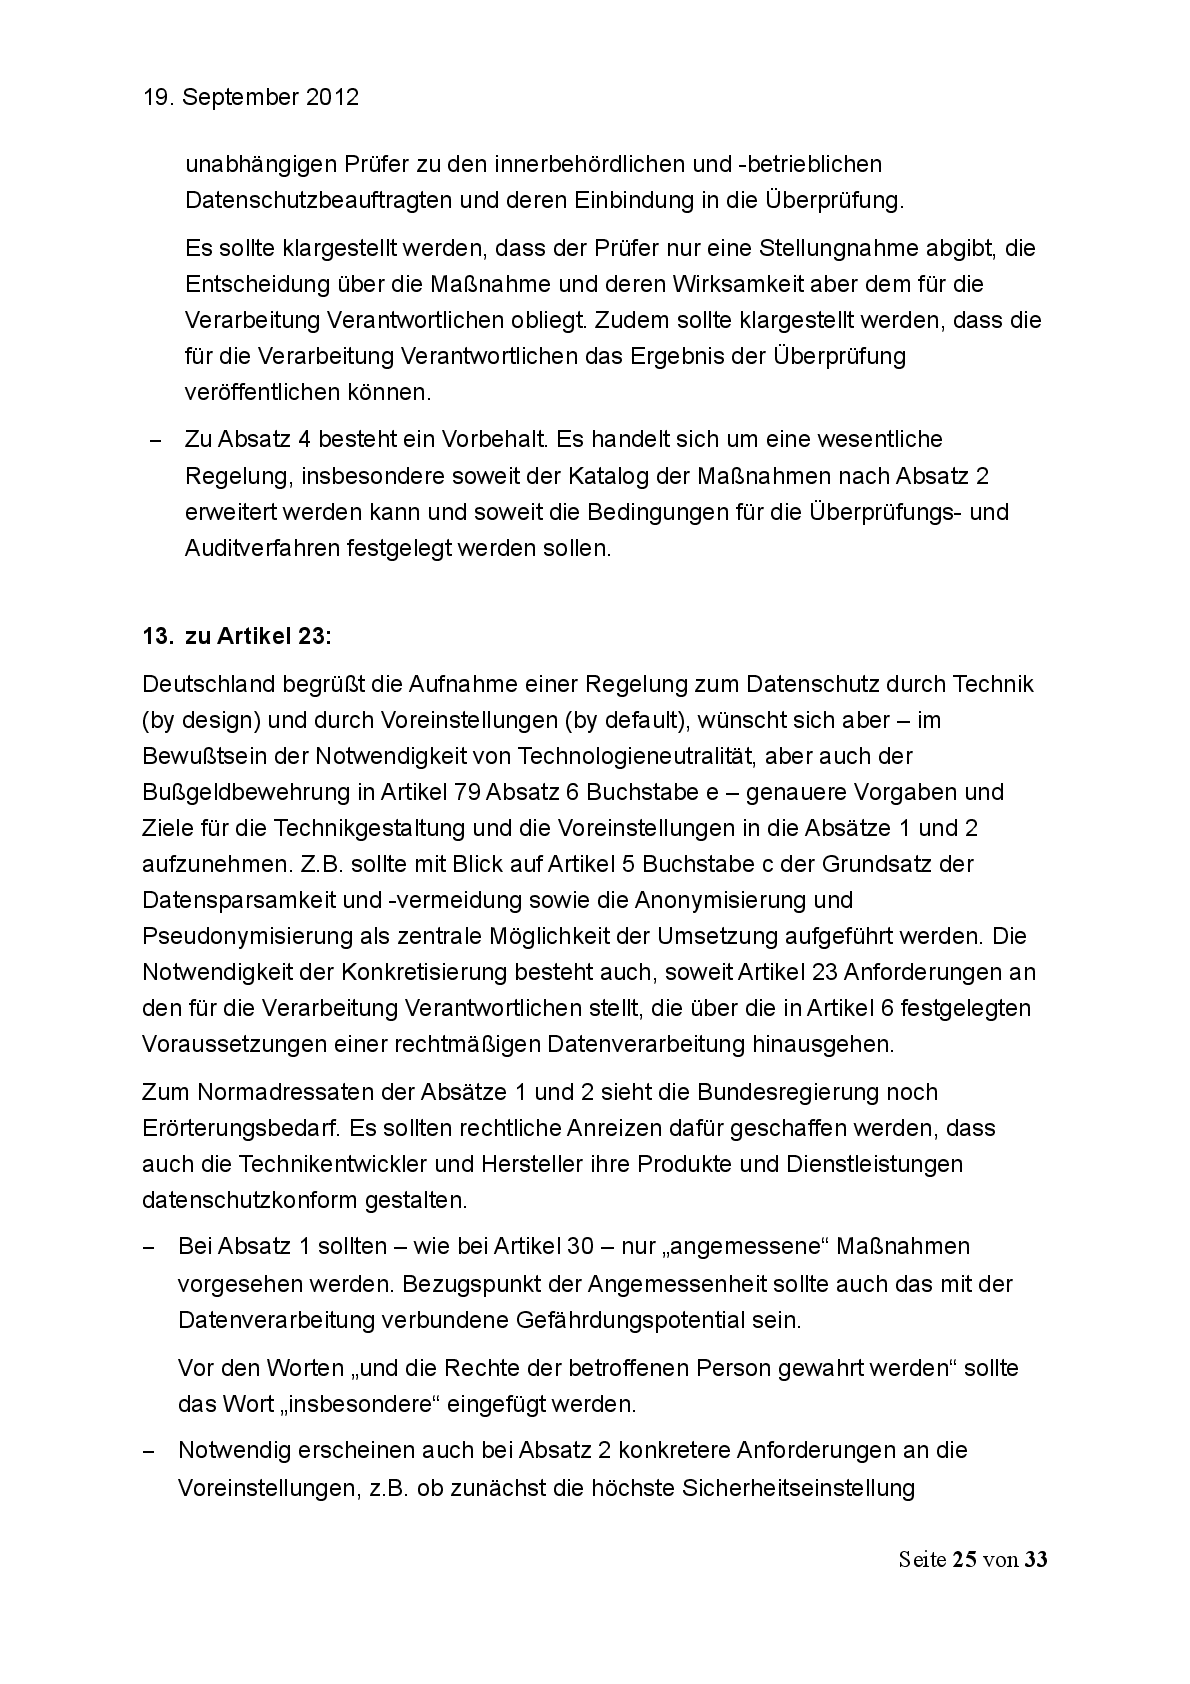 19. September 2012
unabhängigen Prüfer zu den innerbehördlichen und -betrieblichen
Datenschutzbeauftragten und deren Einbindung in die Überprüfung.
Es sollte klargestellt werden, dass der Prüfer nur eine Stellungnahme abgibt, die
Entscheidung über die Maßnahme und deren Wirksamkeit aber dem für die
Verarbeitung Verantwortlichen obliegt. Zudem sollte klargestellt werden, dass die
für die Verarbeitung Verantwortlichen das Ergebnis der Überprüfung
veröffentlichen können.
– Zu Absatz 4 besteht ein Vorbehalt. Es handelt sich um eine wesentliche
Regelung, insbesondere soweit der Katalog der Maßnahmen nach Absatz 2
erweitert werden kann und soweit die Bedingungen für die Überprüfungs- und
Auditverfahren festgelegt werden sollen.
13. zu Artikel 23:
Deutschland begrüßt die Aufnahme einer Regelung zum Datenschutz durch Technik
(by design) und durch Voreinstellungen (by default), wünscht sich aber – im
Bewußtsein der Notwendigkeit von Technologieneutralität, aber auch der
Bußgeldbewehrung in Artikel 79 Absatz 6 Buchstabe e – genauere Vorgaben und
Ziele für die Technikgestaltung und die Voreinstellungen in die Absätze 1 und 2
aufzunehmen. Z.B. sollte mit Blick auf Artikel 5 Buchstabe c der Grundsatz der
Datensparsamkeit und -vermeidung sowie die Anonymisierung und
Pseudonymisierung als zentrale Möglichkeit der Umsetzung aufgeführt werden. Die
Notwendigkeit der Konkretisierung besteht auch, soweit Artikel 23 Anforderungen an
den für die Verarbeitung Verantwortlichen stellt, die über die in Artikel 6 festgelegten
Voraussetzungen einer rechtmäßigen Datenverarbeitung hinausgehen.
Zum Normadressaten der Absätze 1 und 2 sieht die Bundesregierung noch
Erörterungsbedarf. Es sollten rechtliche Anreizen dafür geschaffen werden, dass
auch die Technikentwickler und Hersteller ihre Produkte und Dienstleistungen
datenschutzkonform gestalten.
– Bei Absatz 1 sollten – wie bei Artikel 30 – nur „angemessene“ Maßnahmen
vorgesehen werden. Bezugspunkt der Angemessenheit sollte auch das mit der
Datenverarbeitung verbundene Gefährdungspotential sein.
Vor den Worten „und die Rechte der betroffenen Person gewahrt werden“ sollte
das Wort „insbesondere“ eingefügt werden.
– Notwendig erscheinen auch bei Absatz 2 konkretere Anforderungen an die
Voreinstellungen, z.B. ob zunächst die höchste Sicherheitseinstellung
Seite 25 von 33